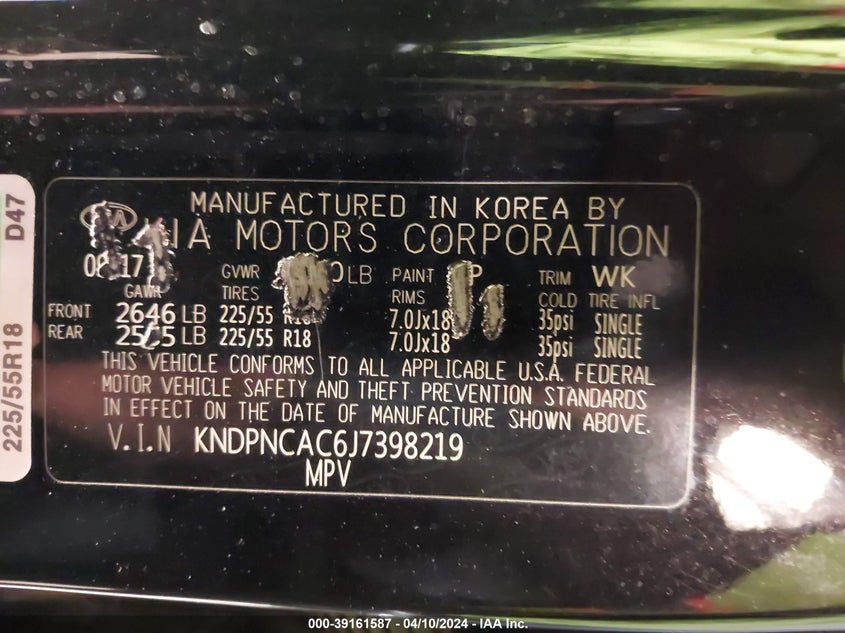 MANUFACTURED IN KOREA BY
KIA MOTORS CORPORATION
GVWR LB PAINT TRIM WK
GAWR TIRES RIMS COLD TIRE INFL
FRONT 2646 LB 225/55 R18 7.0Jx18 35psi SINGLE
REAR LB 225/55 R18 7.0Jx18 35psi SINGLE
THIS VEHICLE CONFORMS TO ALL APPLICABLE U.S.A. FEDERAL
MOTOR VEHICLE SAFETY AND THEFT PREVENTION STANDARDS
IN EFFECT ON THE DATE OF MANUFACTURE SHOWN ABOVE.
V.I.N KNDPNCAC6J7398219
MPV
225/55R18 D47
000-39161587 - 04/10/2024 - IAA Inc.